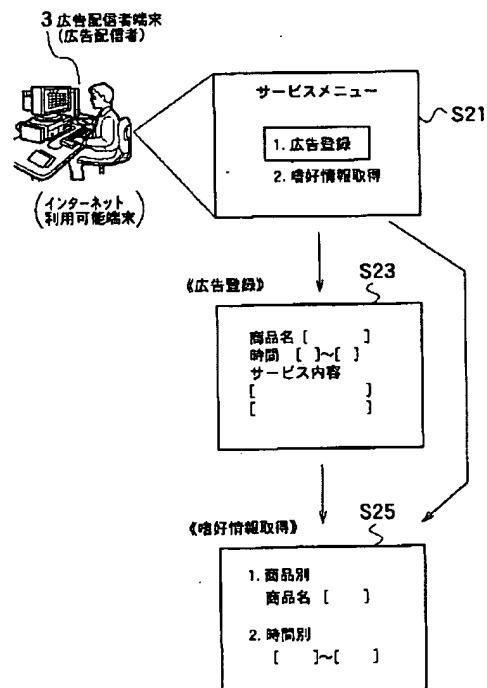 3 広告配信者端末
(広告配信者)
サービスメニュー
S21
1. 広告登録
2. 嗜好情報取得
(インターネット
利用可能端末)
S23
《広告登録》
商品名 [ ]
時間 [ ]~[ ]
サービス内容
[ ]
[ ]
S25
《嗜好情報取得》
1. 商品別
商品名 [ ]
2. 時間別
[ ]~[ ]